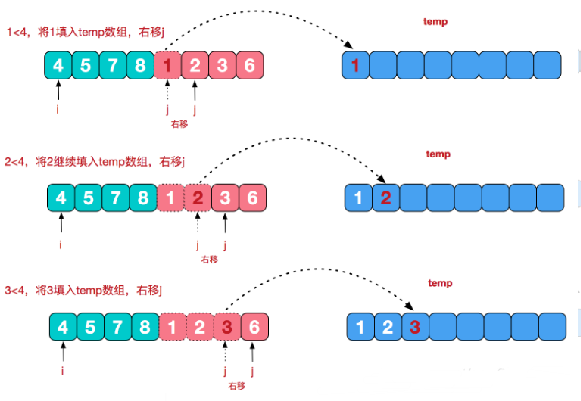 temp
1<4，将1填入temp数组，右移j
4 5 7 8 1 2 3 6
1
i j j
右移
temp
2<4，将2继续填入temp数组，右移j
4 5 7 8 1 2 3 6
1 2
i j j
右移
temp
3<4，将3填入temp数组，右移j
4 5 7 8 1 2 3 6
1 2 3
i j j
右移